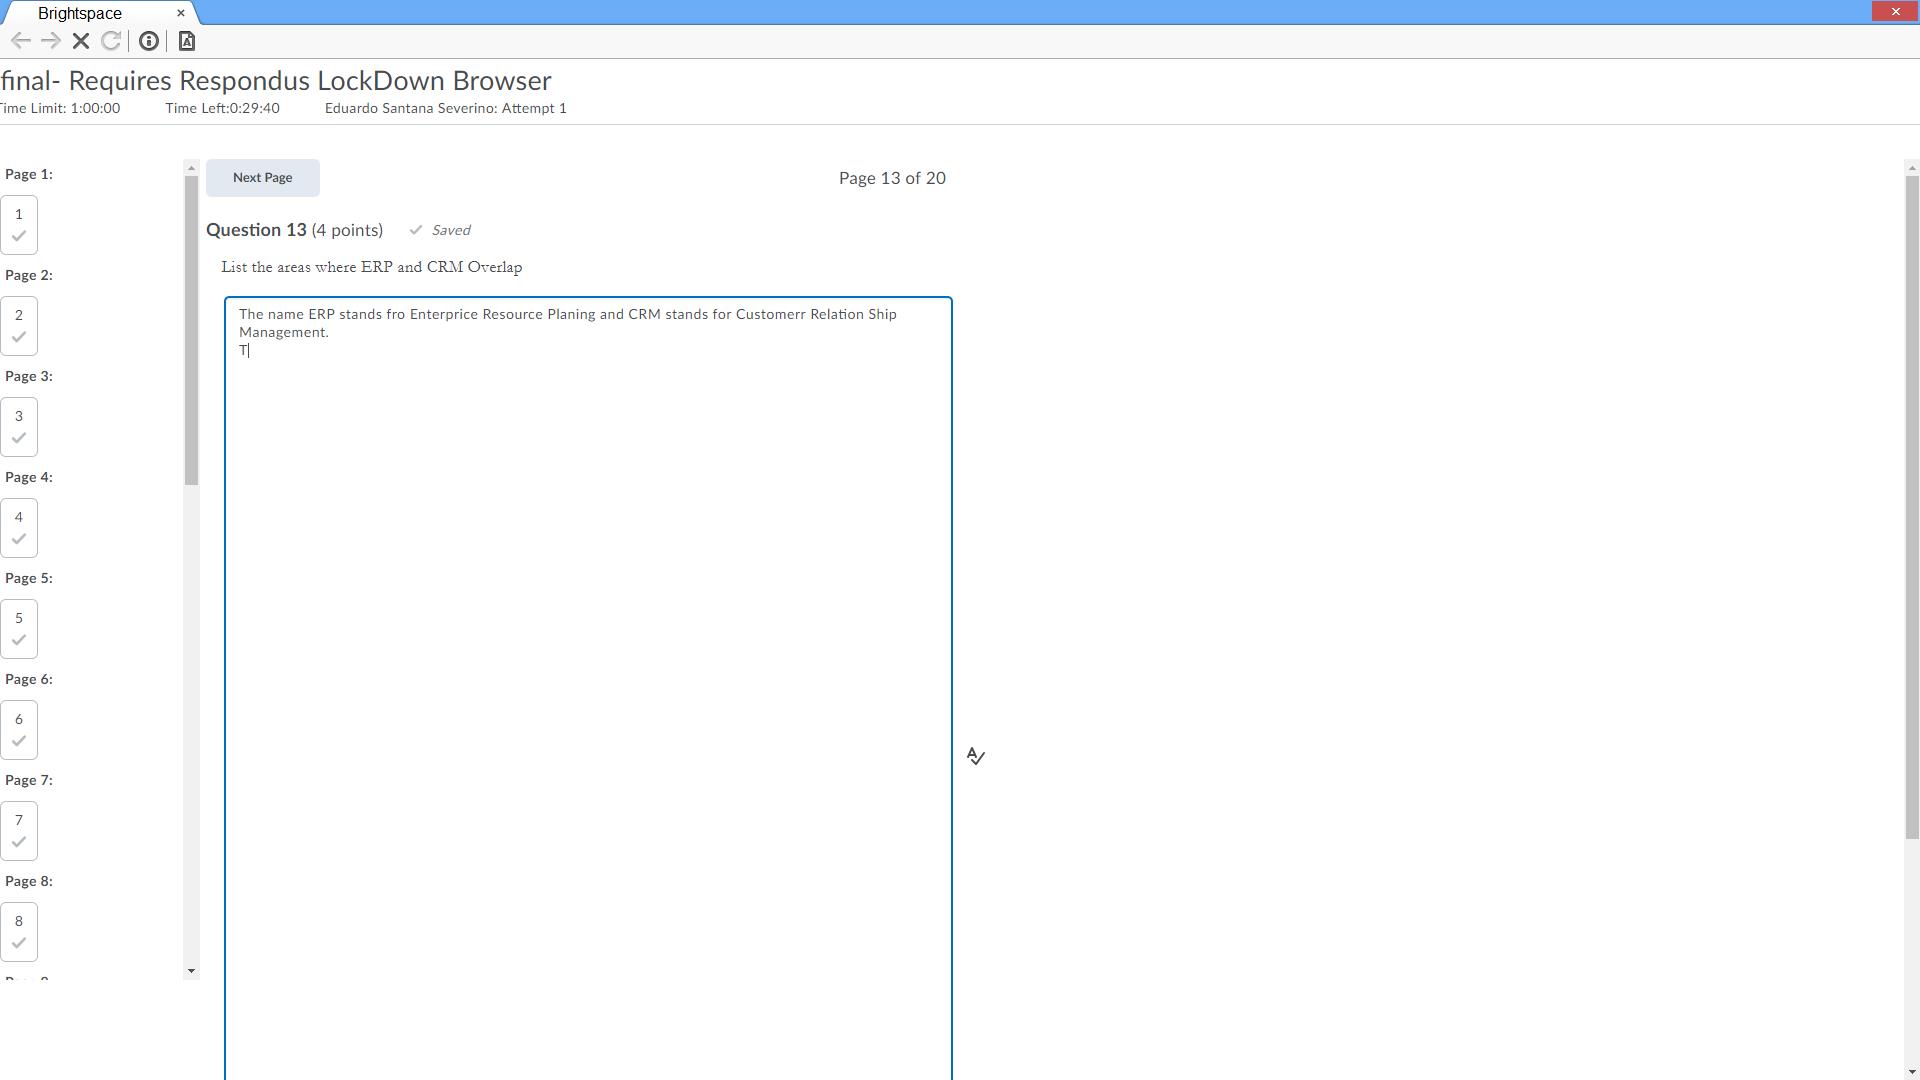 Brightspace
final- Requires Respondus LockDown Browser
Time Limit: 1:00:00 Time Left:0:29:40 Eduardo Santana Severino: Attempt 1
Page 1:
1
Page 2:
2
Page 3:
3
Page 4:
4
Page 5:
5
Page 6:
6
Page 7:
7
Page 8:
8
Next Page
Page 13 of 20
Question 13 (4 points) Saved
List the areas where ERP and CRM Overlap
The name ERP stands fro Enterprice Resource Planing and CRM stands for Customerr Relation Ship
Management.
T